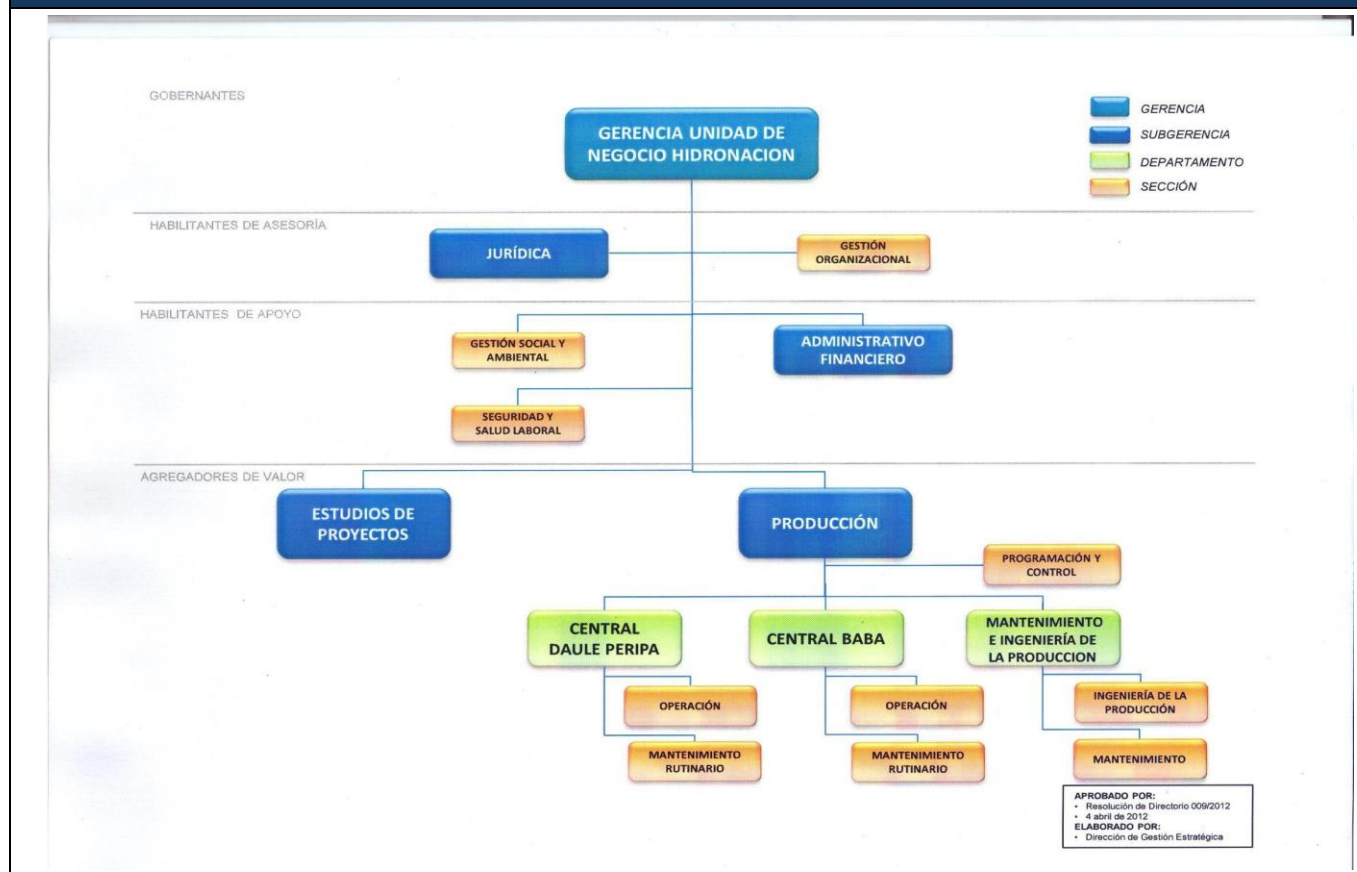 GOBERNANTES
GERENCIA UNIDAD DE
NEGOCIO HIDRONACION
GERENCIA
SUBGERENCIA
DEPARTAMENTO
SECCIÓN
HABILITANTES DE ASESORÍA
JURÍDICA
GESTIÓN
ORGANIZACIONAL
HABILITANTES DE APOYO
GESTIÓN SOCIAL Y
AMBIENTAL
ADMINISTRATIVO
FINANCIERO
SEGURIDAD Y
SALUD LABORAL
AGREGADORES DE VALOR
ESTUDIOS DE
PROYECTOS
PRODUCCIÓN
PROGRAMACIÓN Y
CONTROL
CENTRAL
DAULE PERIPA
CENTRAL BABA
MANTENIMIENTO
E INGENIERÍA DE
LA PRODUCCION
OPERACIÓN
OPERACIÓN
INGENIERÍA DE LA
PRODUCCIÓN
MANTENIMIENTO
RUTINARIO
MANTENIMIENTO
RUTINARIO
MANTENIMIENTO
APROBADO POR:
• Resolución de Directorio 009/2012
• 4 abril de 2012
ELABORADO POR:
• Dirección de Gestión Estratégica